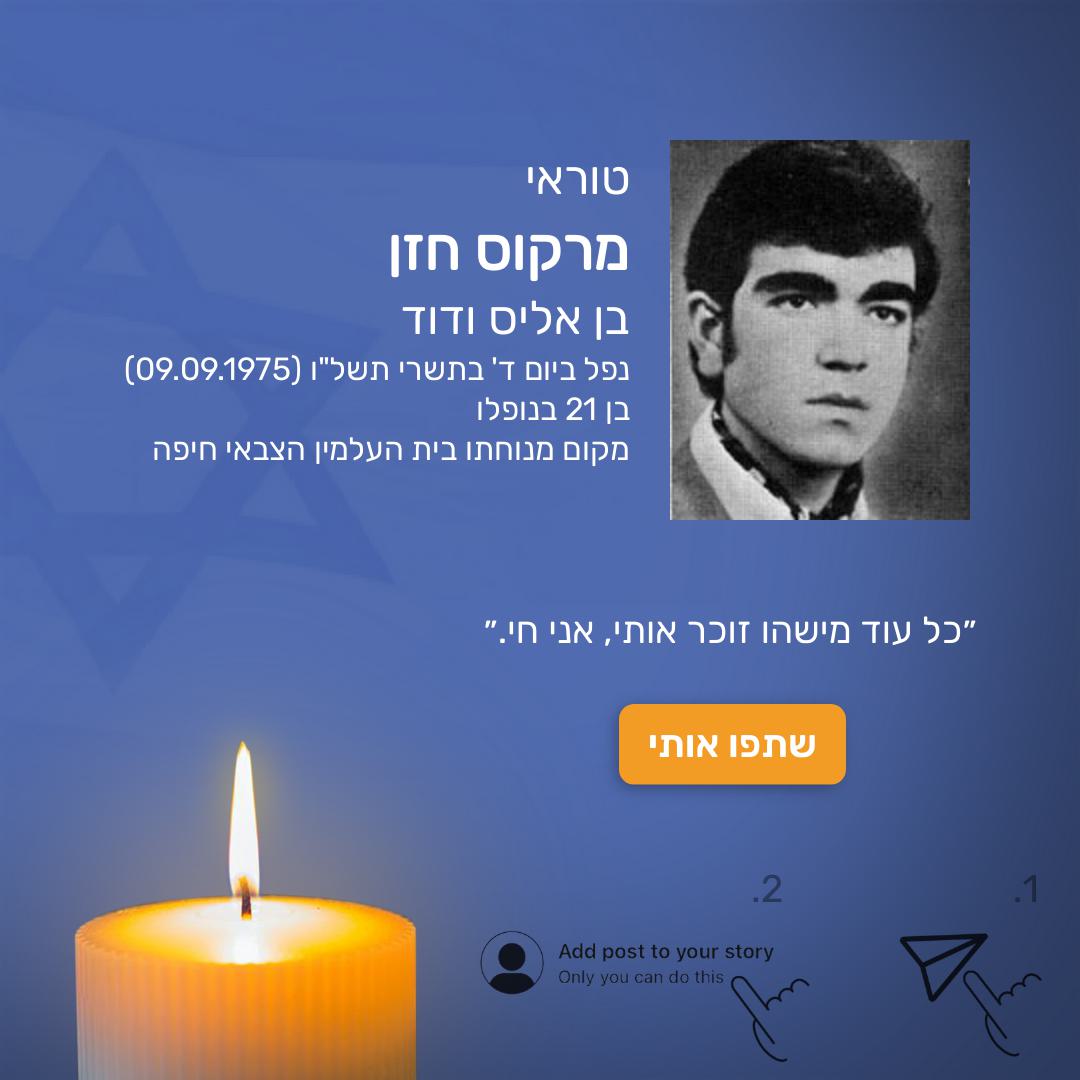 טוראי
מרקוס חזן
בן אליס ודוד
נפל ביום ד' בתשרי תשל"ו (09.09.1975)
בן 21 בנופלו
מקום מנוחתו בית העלמין הצבאי חיפה
״כל עוד מישהו זוכר אותי, אני חי.״
שתפו אותי
.1
.2
Add post to your story
Only you can do this